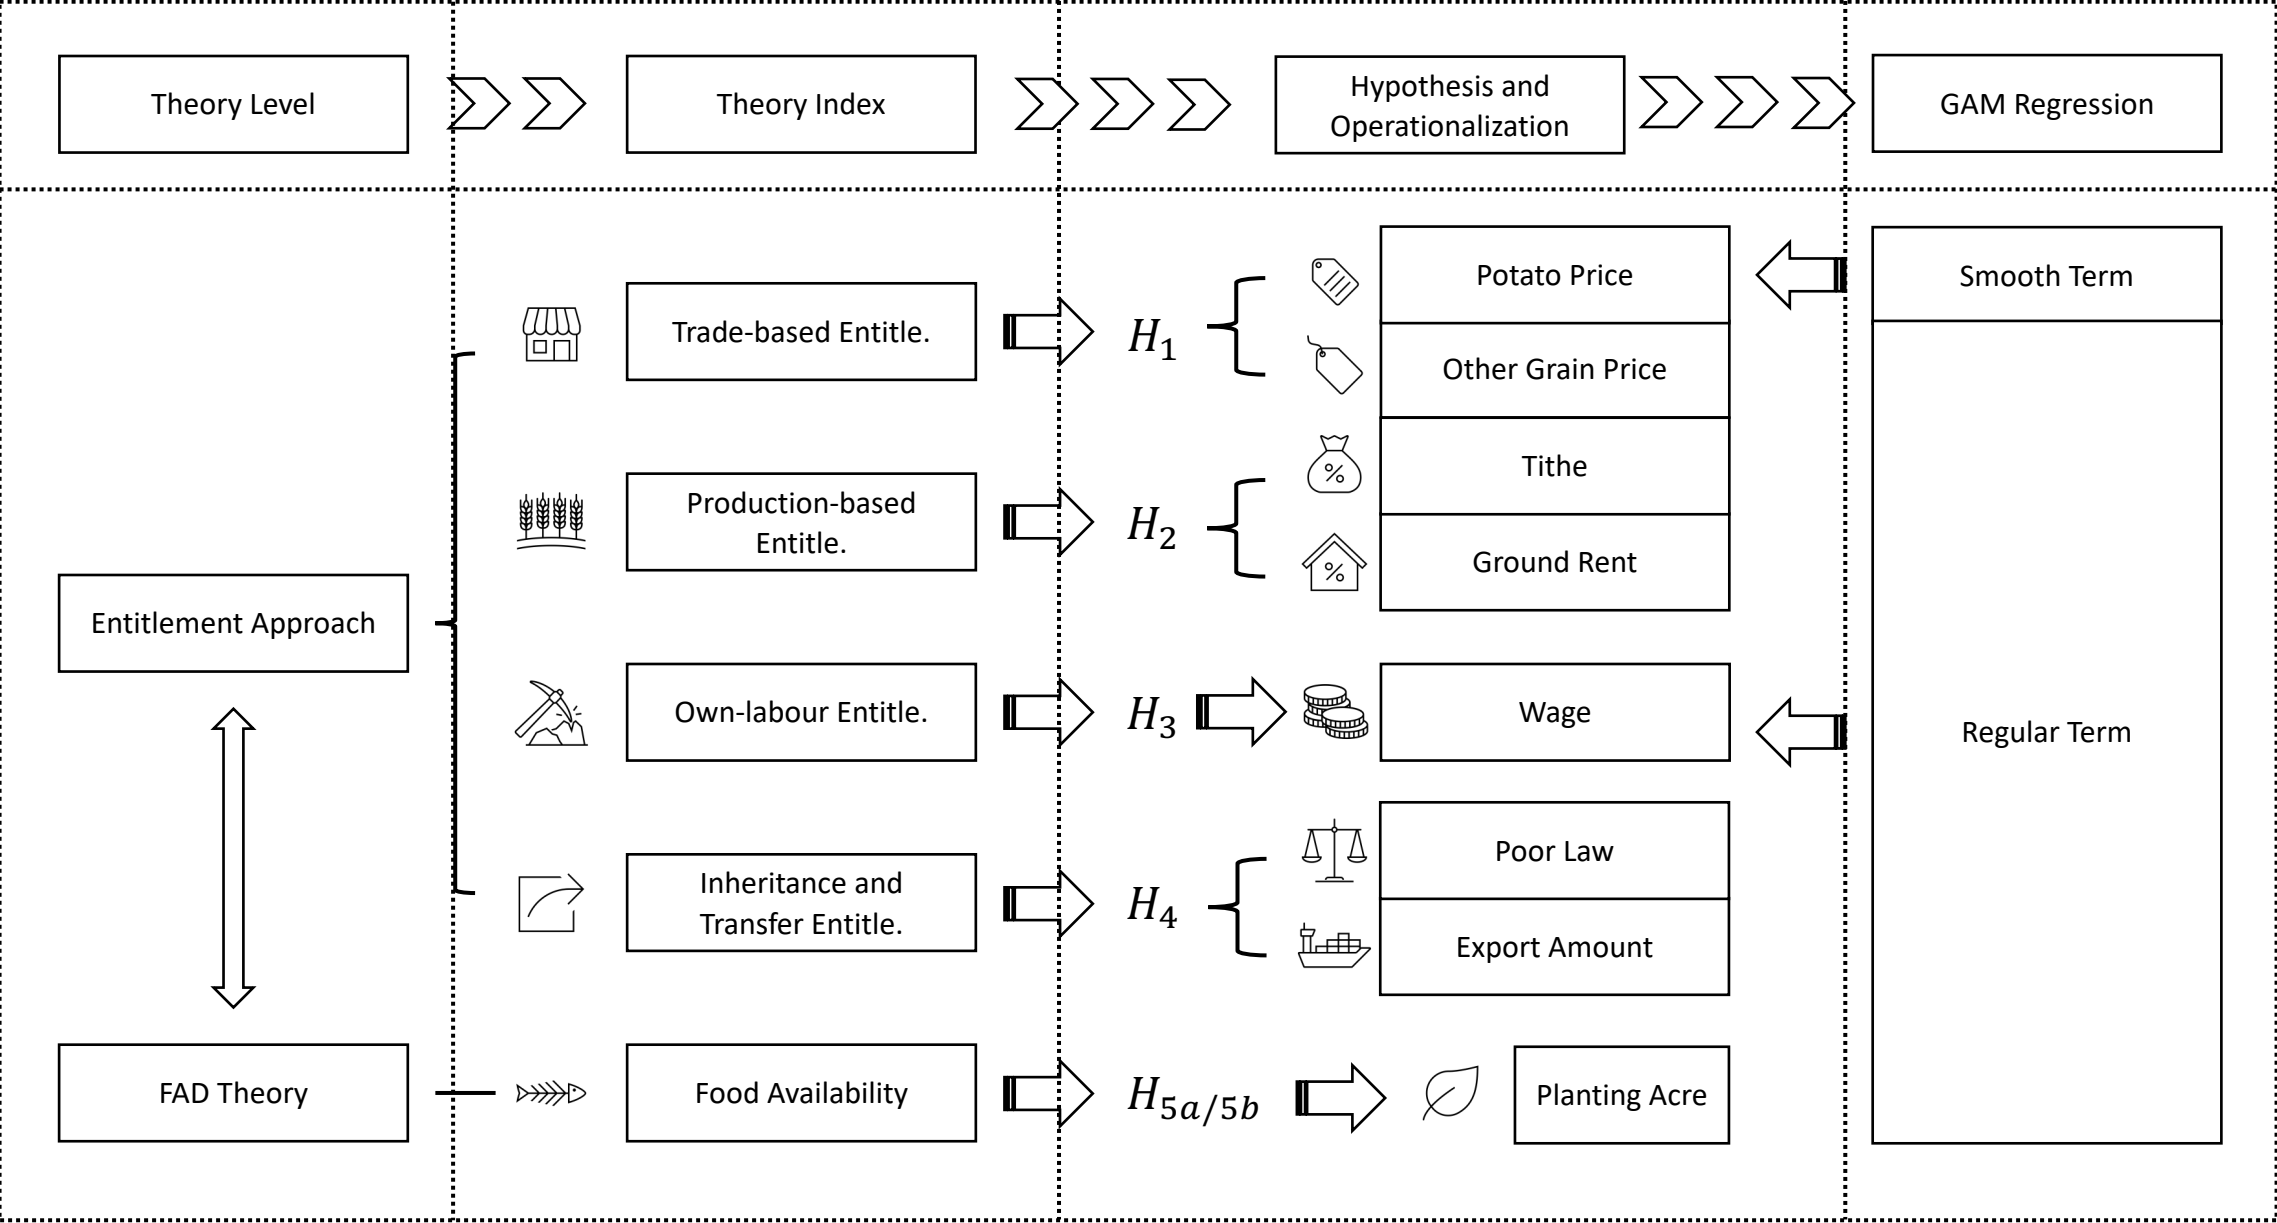 Theory Level
Theory Index
Hypothesis and
Operationalization
GAM Regression
Entitlement Approach
FAD Theory
Trade-based Entitle.
Production-based
Entitle.
Own-labour Entitle.
Inheritance and
Transfer Entitle.
Food Availability
H1
H2
H3
H4
H5a/5b
Potato Price
Other Grain Price
%
Tithe
%
Ground Rent
Wage
Poor Law
Export Amount
Planting Acre
Smooth Term
Regular Term